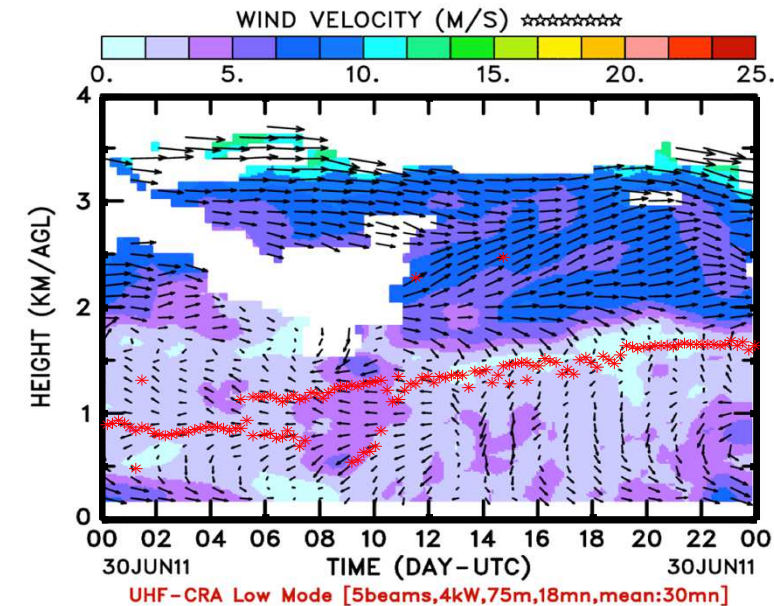 WIND VELOCITY (M/S) ☆☆☆☆☆☆☆☆
0. 5. 10. 15. 20. 25.
4
3
2
1
0
HEIGHT (KM/AGL)
00 02 04 06 08 10 12 14 16 18 20 22 00
30JUN11 TIME (DAY-UTC) 30JUN11
UHF-CRA Low Mode [5beams,4kW,75m,18mn,mean:30mn]